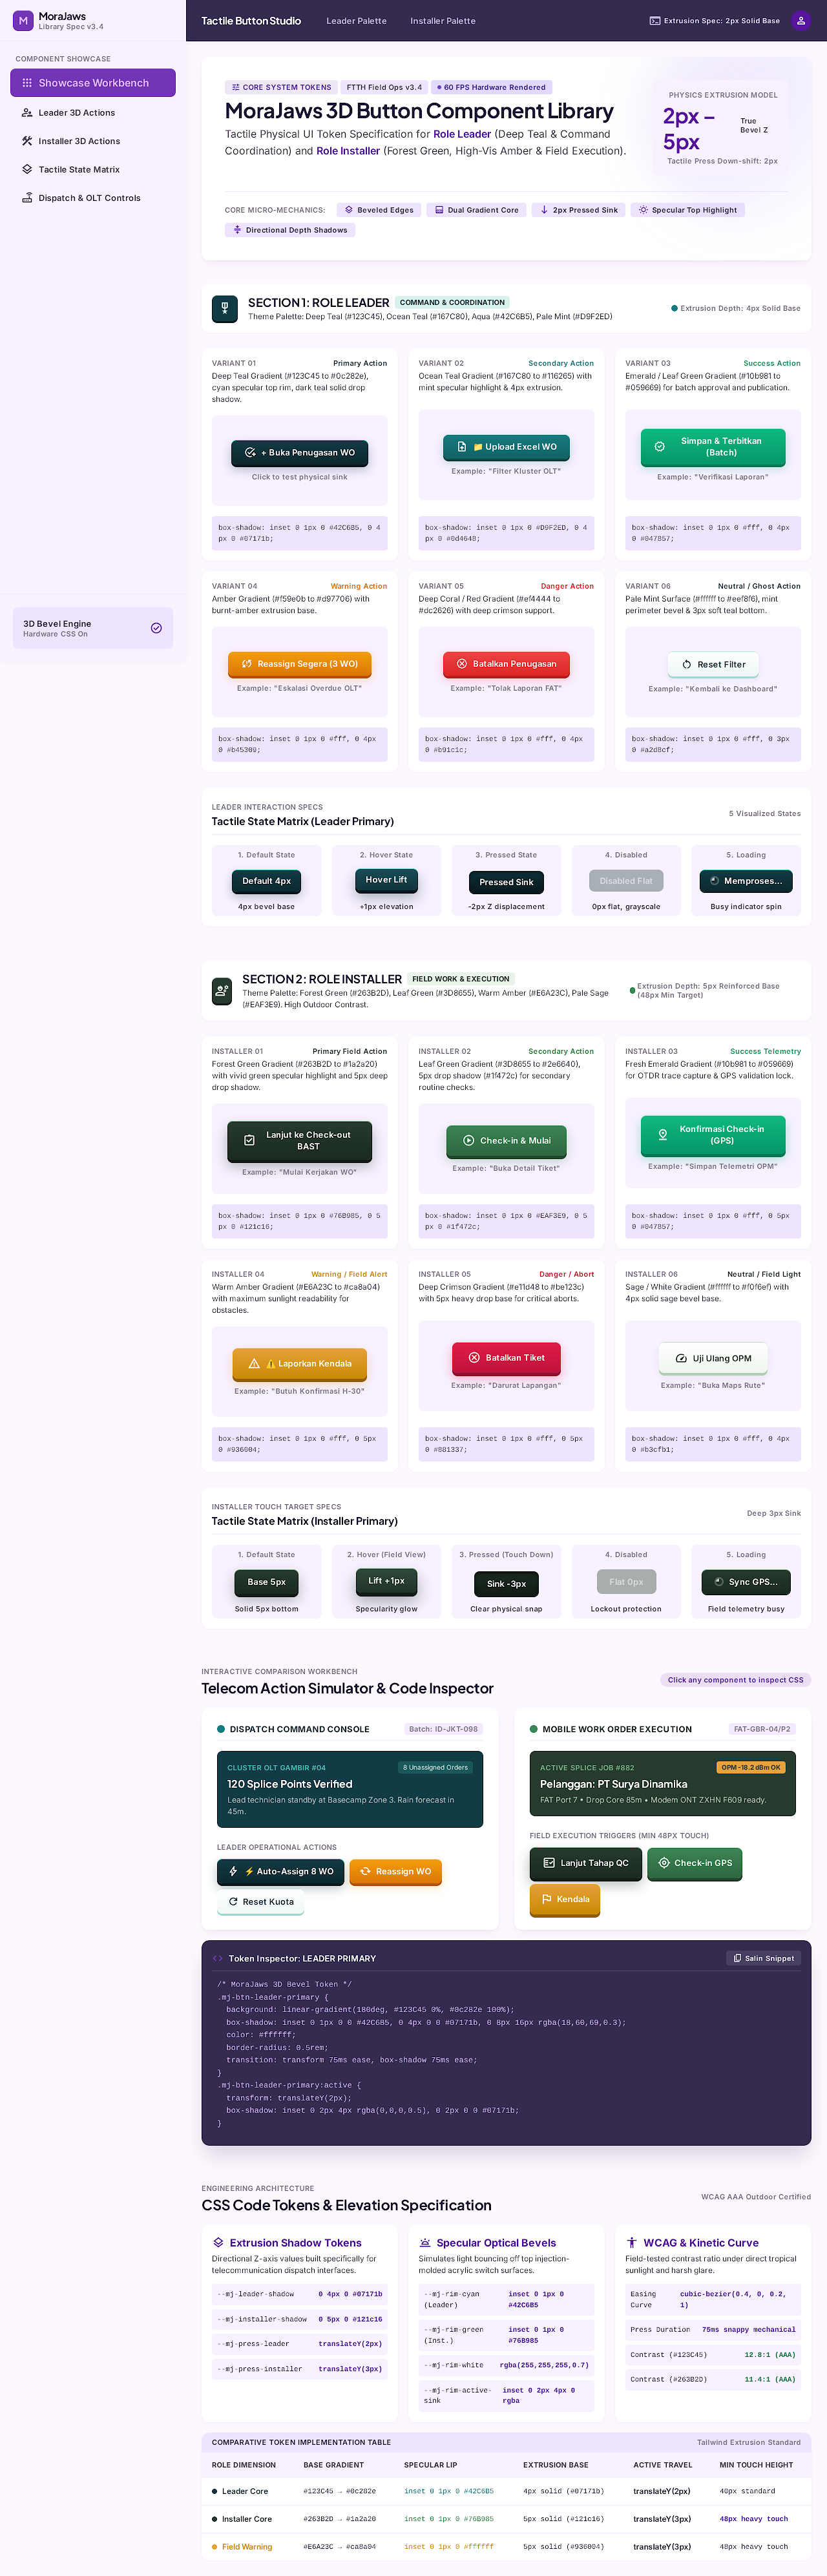 M
MoraJaws
Library Spec v3.4
Tactile Button Studio
Leader Palette
Installer Palette
Extrusion Spec: 2px Solid Base
COMPONENT SHOWCASE
Showcase Workbench
Leader 3D Actions
Installer 3D Actions
Tactile State Matrix
Dispatch & OLT Controls
3D Bevel Engine
Hardware CSS On
CORE SYSTEM TOKENS
FTTH Field Ops v3.4
60 FPS Hardware Rendered
MoraJaws 3D Button Component Library
Tactile Physical UI Token Specification for Role Leader (Deep Teal & Command
Coordination) and Role Installer (Forest Green, High-Vis Amber & Field Execution).
PHYSICS EXTRUSION MODEL
2px –
5px
True
Bevel Z
Tactile Press Down-shift: 2px
CORE MICRO-MECHANICS:
Beveled Edges
Dual Gradient Core
2px Pressed Sink
Specular Top Highlight
Directional Depth Shadows
SECTION 1: ROLE LEADER
COMMAND & COORDINATION
Theme Palette: Deep Teal (#123C45), Ocean Teal (#167C80), Aqua (#42C6B5), Pale Mint (#D9F2ED)
Extrusion Depth: 4px Solid Base
VARIANT 01
Primary Action
Deep Teal Gradient (#123C45 to #0c282e),
cyan specular top rim, dark teal solid drop
shadow.
+ Buka Penugasan WO
Click to test physical sink
box-shadow: inset 0 1px 0 #42C6B5, 0 4
px 0 #07171b;
VARIANT 02
Secondary Action
Ocean Teal Gradient (#167C80 to #116265) with
mint specular highlight & 4px extrusion.
📁 Upload Excel WO
Example: "Filter Kluster OLT"
box-shadow: inset 0 1px 0 #D9F2ED, 0 4
px 0 #0d4648;
VARIANT 03
Success Action
Emerald / Leaf Green Gradient (#10b981 to
#059669) for batch approval and publication.
Simpan & Terbitkan
(Batch)
Example: "Verifikasi Laporan"
box-shadow: inset 0 1px 0 #fff, 0 4px
0 #047857;
VARIANT 04
Warning Action
Amber Gradient (#f59e0b to #d97706) with
burnt-amber extrusion base.
Reassign Segera (3 WO)
Example: "Eskalasi Overdue OLT"
box-shadow: inset 0 1px 0 #fff, 0 4px
0 #b45309;
VARIANT 05
Danger Action
Deep Coral / Red Gradient (#ef4444 to
#dc2626) with deep crimson support.
Batalkan Penugasan
Example: "Tolak Laporan FAT"
box-shadow: inset 0 1px 0 #fff, 0 4px
0 #b91c1c;
VARIANT 06
Neutral / Ghost Action
Pale Mint Surface (#ffffff to #eef8f6), mint
perimeter bevel & 3px soft teal bottom.
Reset Filter
Example: "Kembali ke Dashboard"
box-shadow: inset 0 1px 0 #fff, 0 3px
0 #a2d8cf;
LEADER INTERACTION SPECS
Tactile State Matrix (Leader Primary)
5 Visualized States
1. Default State
Default 4px
4px bevel base
2. Hover State
Hover Lift
+1px elevation
3. Pressed State
Pressed Sink
-2px Z displacement
4. Disabled
Disabled Flat
0px flat, grayscale
5. Loading
Memproses...
Busy indicator spin
SECTION 2: ROLE INSTALLER
FIELD WORK & EXECUTION
Theme Palette: Forest Green (#263B2D), Leaf Green (#3D8655), Warm Amber (#E6A23C), Pale Sage
(#EAF3E9). High Outdoor Contrast.
Extrusion Depth: 5px Reinforced Base
(48px Min Target)
INSTALLER 01
Primary Field Action
Forest Green Gradient (#263B2D to #1a2a20)
with vivid green specular highlight and 5px deep
drop shadow.
Lanjut ke Check-out
BAST
Example: "Mulai Kerjakan WO"
box-shadow: inset 0 1px 0 #76B985, 0 5
px 0 #121c16;
INSTALLER 02
Secondary Action
Leaf Green Gradient (#3D8655 to #2e6640),
5px drop shadow (#1f472c) for secondary
routine checks.
Check-in & Mulai
Example: "Buka Detail Tiket"
box-shadow: inset 0 1px 0 #EAF3E9, 0 5
px 0 #1f472c;
INSTALLER 03
Success Telemetry
Fresh Emerald Gradient (#10b981 to #059669)
for OTDR trace capture & GPS validation lock.
Konfirmasi Check-in
(GPS)
Example: "Simpan Telemetri OPM"
box-shadow: inset 0 1px 0 #fff, 0 5px
0 #047857;
INSTALLER 04
Warning / Field Alert
Warm Amber Gradient (#E6A23C to #ca8a04)
with maximum sunlight readability for
obstacles.
⚠️ Laporkan Kendala
Example: "Butuh Konfirmasi H-30"
box-shadow: inset 0 1px 0 #fff, 0 5px
0 #936004;
INSTALLER 05
Danger / Abort
Deep Crimson Gradient (#e11d48 to #be123c)
with 5px heavy drop base for critical aborts.
Batalkan Tiket
Example: "Darurat Lapangan"
box-shadow: inset 0 1px 0 #fff, 0 5px
0 #881337;
INSTALLER 06
Neutral / Field Light
Sage / White Gradient (#ffffff to #f0f6ef) with
4px solid sage bevel base.
Uji Ulang OPM
Example: "Buka Maps Rute"
box-shadow: inset 0 1px 0 #fff, 0 4px
0 #b3cfb1;
INSTALLER TOUCH TARGET SPECS
Tactile State Matrix (Installer Primary)
Deep 3px Sink
1. Default State
Base 5px
Solid 5px bottom
2. Hover (Field View)
Lift +1px
Specularity glow
3. Pressed (Touch Down)
Sink -3px
Clear physical snap
4. Disabled
Flat 0px
Lockout protection
5. Loading
Sync GPS...
Field telemetry busy
INTERACTIVE COMPARISON WORKBENCH
Telecom Action Simulator & Code Inspector
Click any component to inspect CSS
DISPATCH COMMAND CONSOLE
Batch: ID-JKT-098
CLUSTER OLT GAMBIR #04
8 Unassigned Orders
120 Splice Points Verified
Lead technician standby at Basecamp Zone 3. Rain forecast in
45m.
LEADER OPERATIONAL ACTIONS
⚡ Auto-Assign 8 WO
Reassign WO
Reset Kuota
MOBILE WORK ORDER EXECUTION
FAT-GBR-04/P2
ACTIVE SPLICE JOB #882
OPM -18.2 dBm OK
Pelanggan: PT Surya Dinamika
FAT Port 7 • Drop Core 85m • Modem ONT ZXHN F609 ready.
FIELD EXECUTION TRIGGERS (MIN 48PX TOUCH)
Lanjut Tahap QC
Check-in GPS
Kendala
Token Inspector: LEADER PRIMARY
Salin Snippet
/* MoraJaws 3D Bevel Token */
.mj-btn-leader-primary {
background: linear-gradient(180deg, #123C45 0%, #0c282e 100%);
box-shadow: inset 0 1px 0 0 #42C6B5, 0 4px 0 0 #07171b, 0 8px 16px rgba(18,60,69,0.3);
color: #ffffff;
border-radius: 0.5rem;
transition: transform 75ms ease, box-shadow 75ms ease;
}
.mj-btn-leader-primary:active {
transform: translateY(2px);
box-shadow: inset 0 2px 4px rgba(0,0,0,0.5), 0 2px 0 0 #07171b;
}
ENGINEERING ARCHITECTURE
CSS Code Tokens & Elevation Specification
WCAG AAA Outdoor Certified
Extrusion Shadow Tokens
Directional Z-axis values built specifically for
telecommunication dispatch interfaces.
--mj-leader-shadow 0 4px 0 #07171b
--mj-installer-shadow 0 5px 0 #121c16
--mj-press-leader translateY(2px)
--mj-press-installer translateY(3px)
Specular Optical Bevels
Simulates light bouncing off top injection-
molded acrylic switch surfaces.
--mj-rim-cyan inset 0 1px 0
(Leader) #42C6B5
--mj-rim-green inset 0 1px 0
(Inst.) #76B985
--mj-rim-white rgba(255,255,255,0.7)
--mj-rim-active- inset 0 2px 4px 0
sink rgba
WCAG & Kinetic Curve
Field-tested contrast ratio under direct tropical
sunlight and harsh glare.
Easing cubic-bezier(0.4, 0, 0.2,
Curve 1)
Press Duration 75ms snappy mechanical
Contrast (#123C45) 12.8:1 (AAA)
Contrast (#263B2D) 11.4:1 (AAA)
COMPARATIVE TOKEN IMPLEMENTATION TABLE
Tailwind Extrusion Standard
ROLE DIMENSION BASE GRADIENT SPECULAR LIP EXTRUSION BASE ACTIVE TRAVEL MIN TOUCH HEIGHT
Leader Core #123C45 → #0c282e inset 0 1px 0 #42C6B5 4px solid (#07171b) translateY(2px) 40px standard
Installer Core #263B2D → #1a2a20 inset 0 1px 0 #76B985 5px solid (#121c16) translateY(3px) 48px heavy touch
Field Warning #E6A23C → #ca8a04 inset 0 1px 0 #ffffff 5px solid (#936004) translateY(3px) 48px heavy touch